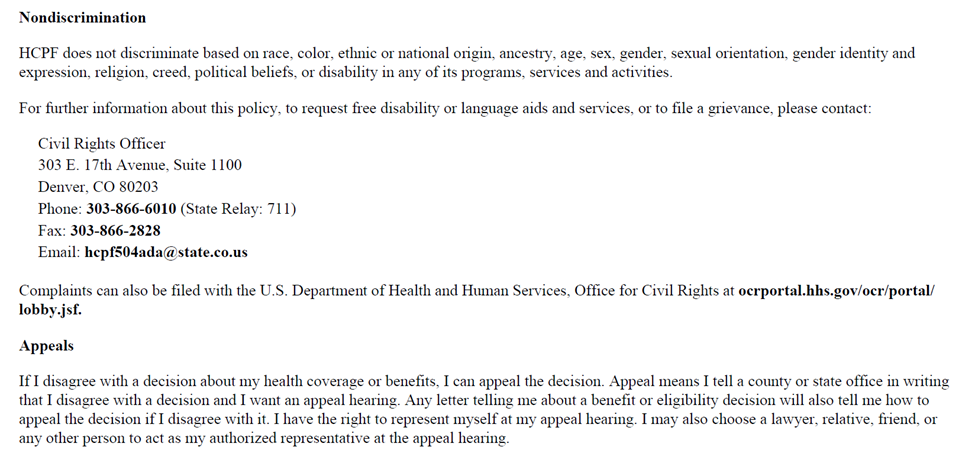 Nondiscrimination
HCPF does not discriminate based on race, color, ethnic or national origin, ancestry, age, sex, gender, sexual orientation, gender identity and
expression, religion, creed, political beliefs, or disability in any of its programs, services and activities.
For further information about this policy, to request free disability or language aids and services, or to file a grievance, please contact:
Civil Rights Officer
303 E. 17th Avenue, Suite 1100
Denver, CO 80203
Phone: 303-866-6010 (State Relay: 711)
Fax: 303-866-2828
Email: hcpf504ada@state.co.us
Complaints can also be filed with the U.S. Department of Health and Human Services, Office for Civil Rights at ocrportal.hhs.gov/ocr/portal/
lobby.jsf.
Appeals
If I disagree with a decision about my health coverage or benefits, I can appeal the decision. Appeal means I tell a county or state office in writing
that I disagree with a decision and I want an appeal hearing. Any letter telling me about a benefit or eligibility decision will also tell me how to
appeal the decision if I disagree with it. I have the right to represent myself at my appeal hearing. I may also choose a lawyer, relative, friend, or
any other person to act as my authorized representative at the appeal hearing.